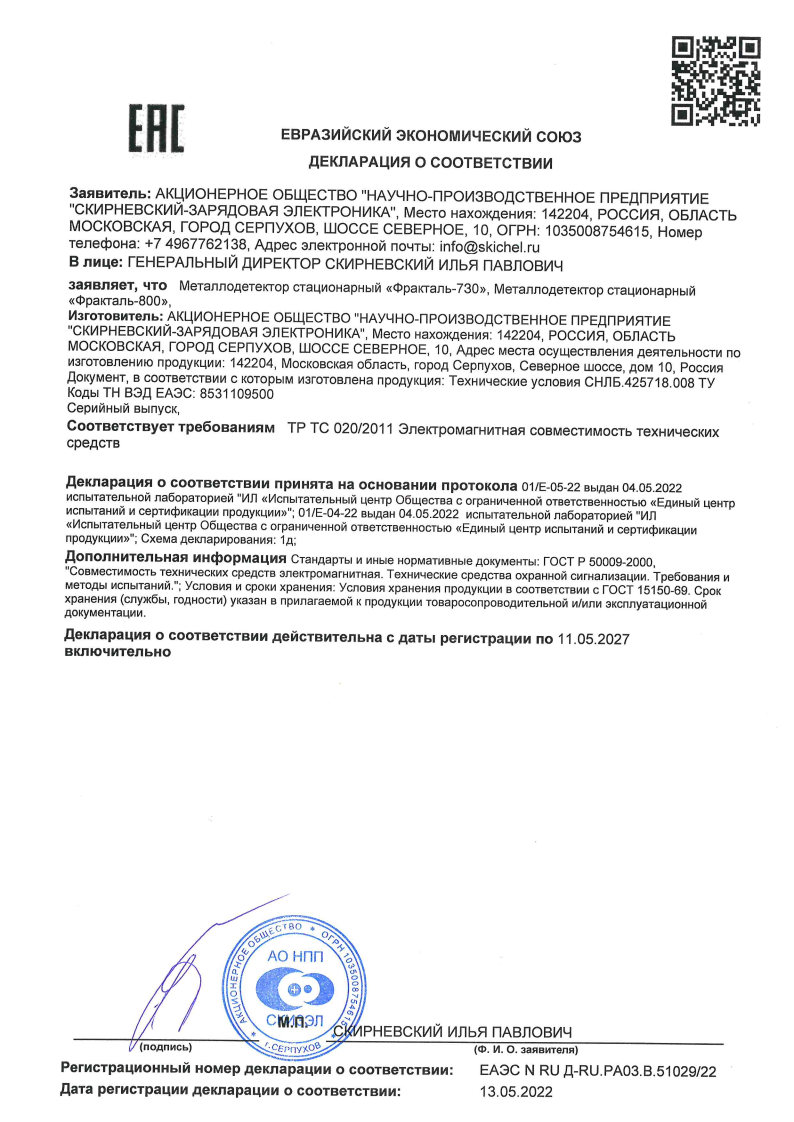 ЕАС
ЕВРАЗИЙСКИЙ ЭКОНОМИЧЕСКИЙ СОЮЗ
ДЕКЛАРАЦИЯ О СООТВЕТСТВИИ
Заявитель: АКЦИОНЕРНОЕ ОБЩЕСТВО "НАУЧНО-ПРОИЗВОДСТВЕННОЕ ПРЕДПРИЯТИЕ
"СКИРНЕВСКИЙ-ЗАРЯДОВАЯ ЭЛЕКТРОНИКА", Место нахождения: 142204, РОССИЯ, ОБЛАСТЬ
МОСКОВСКАЯ, ГОРОД СЕРПУХОВ, ШОССЕ СЕВЕРНОЕ, 10, ОГРН: 1035008754615, Номер
телефона: +7 4967762138, Адрес электронной почты: info@skichel.ru
В лице: ГЕНЕРАЛЬНЫЙ ДИРЕКТОР СКИРНЕВСКИЙ ИЛЬЯ ПАВЛОВИЧ
заявляет, что Металлодетектор стационарный «Фракталь-730», Металлодетектор стационарный
«Фракталь-800»,
Изготовитель: АКЦИОНЕРНОЕ ОБЩЕСТВО "НАУЧНО-ПРОИЗВОДСТВЕННОЕ ПРЕДПРИЯТИЕ
"СКИРНЕВСКИЙ-ЗАРЯДОВАЯ ЭЛЕКТРОНИКА", Место нахождения: 142204, РОССИЯ, ОБЛАСТЬ
МОСКОВСКАЯ, ГОРОД СЕРПУХОВ, ШОССЕ СЕВЕРНОЕ, 10, Адрес места осуществления деятельности по
изготовлению продукции: 142204, Московская область, город Серпухов, Северное шоссе, дом 10, Россия
Документ, в соответствии с которым изготовлена продукция: Технические условия СНЛБ.425718.008 ТУ
Коды ТН ВЭД ЕАЭС: 8531109500
Серийный выпуск,
Соответствует требованиям ТР ТС 020/2011 Электромагнитная совместимость технических
средств
Декларация о соответствии принята на основании протокола 01/Е-05-22 выдан 04.05.2022
испытательной лабораторией "ИЛ «Испытательный центр Общества с ограниченной ответственностью «Единый центр
испытаний и сертификации продукции»"; 01/Е-04-22 выдан 04.05.2022 испытательной лабораторией "ИЛ
«Испытательный центр Общества с ограниченной ответственностью «Единый центр испытаний и сертификации
продукции»"; Схема декларирования: 1д;
Дополнительная информация Стандарты и иные нормативные документы: ГОСТ Р 50009-2000,
"Совместимость технических средств электромагнитная. Технические средства охранной сигнализации. Требования и
методы испытаний."; Условия и сроки хранения: Условия хранения продукции в соответствии с ГОСТ 15150-69. Срок
хранения (службы, годности) указан в прилагаемой к продукции товаросопроводительной и/или эксплуатационной
документации.
Декларация о соответствии действительна с даты регистрации по 11.05.2027
включительно
АКЦИОНЕРНОЕ ОБЩЕСТВО * ОГРН 1035008754615 *
АО НПП
СКИЗЭЛ
г.СЕРПУХОВ
М.П.
СКИРНЕВСКИЙ ИЛЬЯ ПАВЛОВИЧ
(подпись)
(Ф. И. О. заявителя)
Регистрационный номер декларации о соответствии: ЕАЭС N RU Д-RU.РА03.В.51029/22
Дата регистрации декларации о соответствии: 13.05.2022